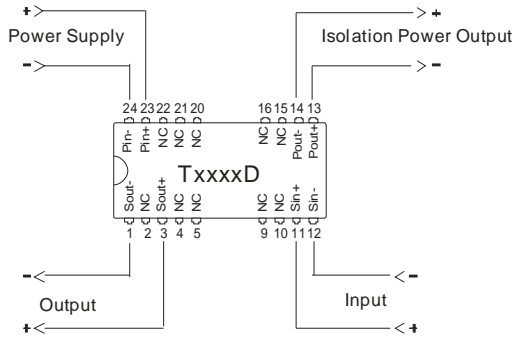 + +
Power Supply Isolation Power Output
- -
24 23 22 21 20 16 15 14 13
Pin- Pin+ NC NC NC NC NC Pout- Pout+
TxxxxD
Sout- NC Sout+ NC NC NC NC Sin+ Sin-
1 2 3 4 5 9 10 11 12
- -
Output Input
+ +